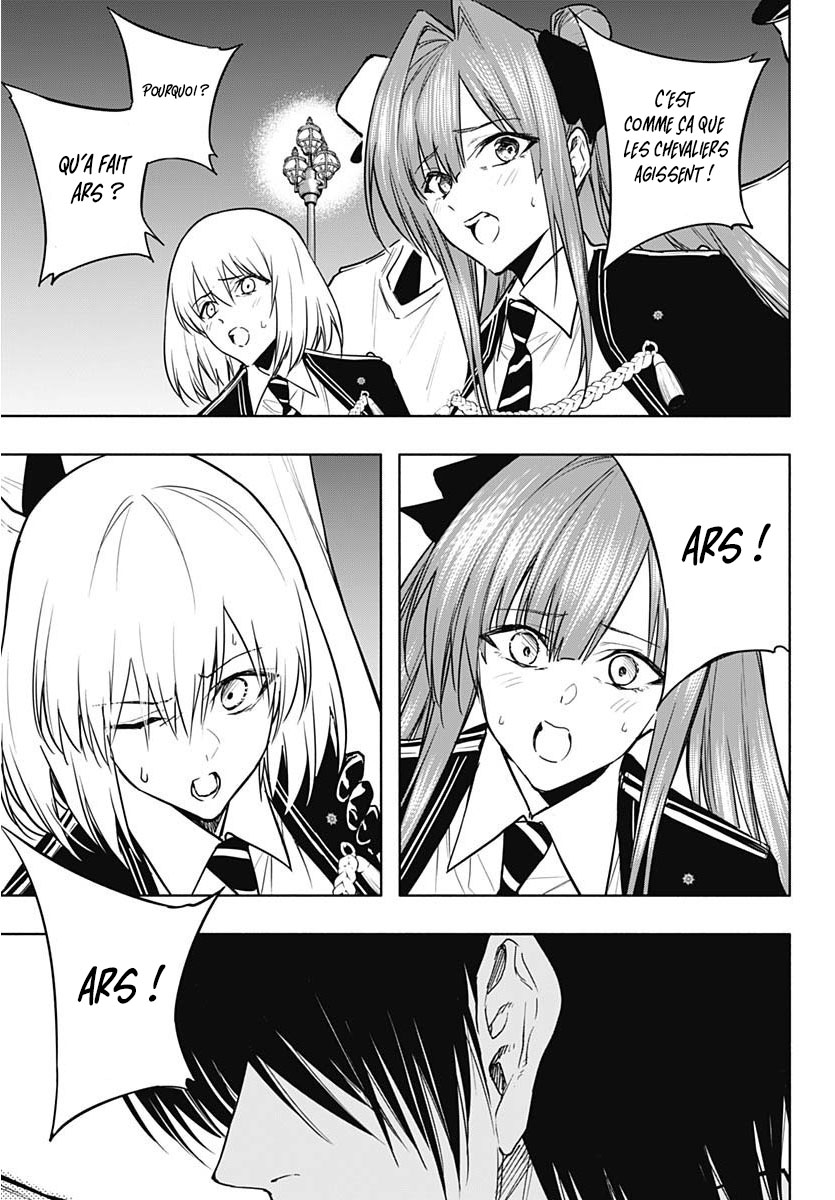 C'EST
COMME ÇA QUE
LES CHEVALIERS
AGISSENT !
POURQUOI ?
QU'A FAIT
ARS ?
ARS !
ARS !